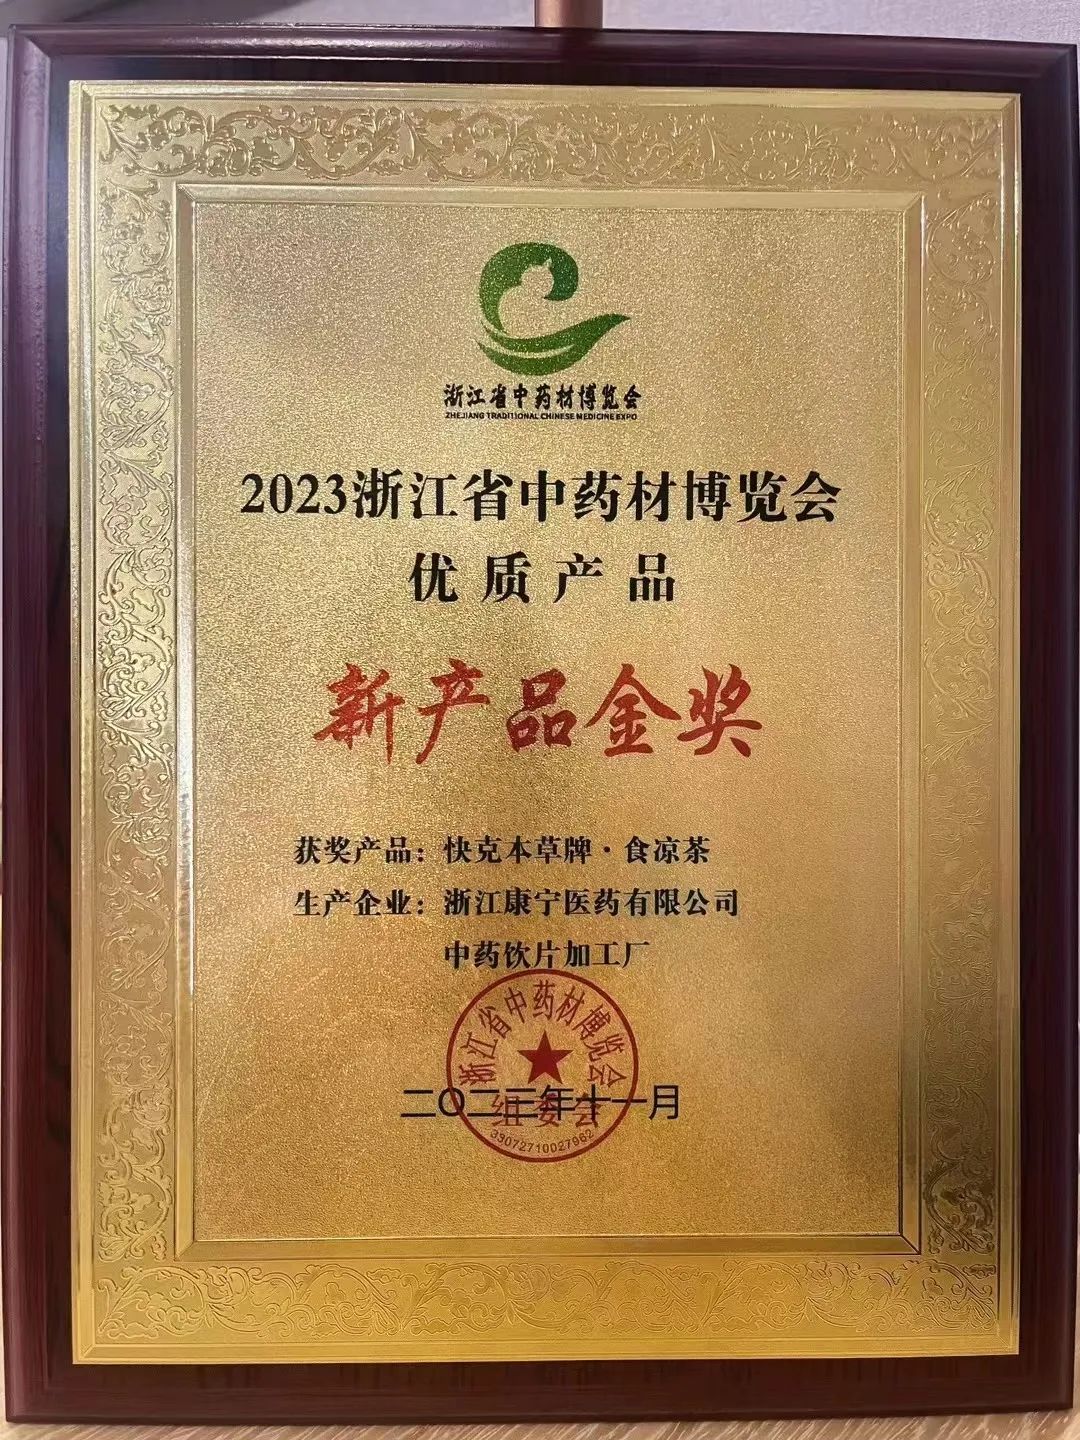 浙江省中药材博览会
ZHEJIANG TRADITIONAL CHINESE MEDICINE EXPO
2023浙江省中药材博览会
优质产品
新产品金奖
获奖产品：快克本草牌·食凉茶
生产企业：浙江康宁医药有限公司
中药饮片加工厂
浙江省中药材博览会
二〇二三年十一月
组委会
33072710027962